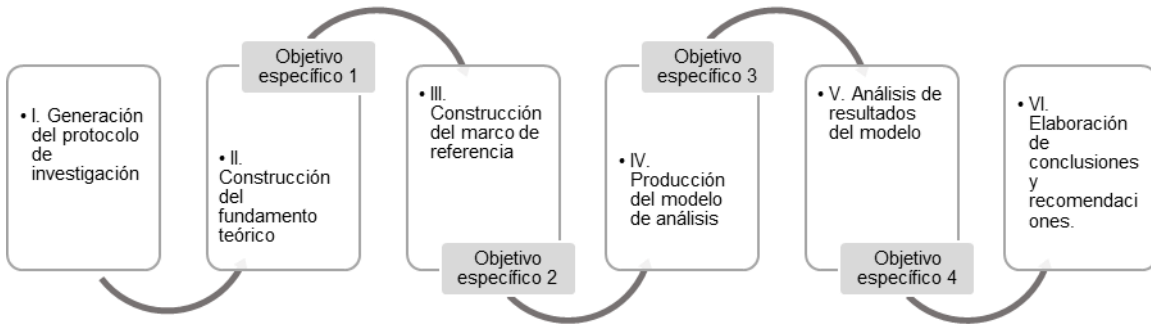 • I. Generación
del protocolo
de
investigación
Objetivo
específico 1
• II.
Construcción
del
fundamento
teórico
• III.
Construcción
del marco de
referencia
Objetivo
específico 2
Objetivo
específico 3
• IV.
Producción
del modelo
de análisis
• V. Análisis de
resultados
del modelo
Objetivo
específico 4
• VI.
Elaboración
de
conclusiones
y
recomendaci
ones.